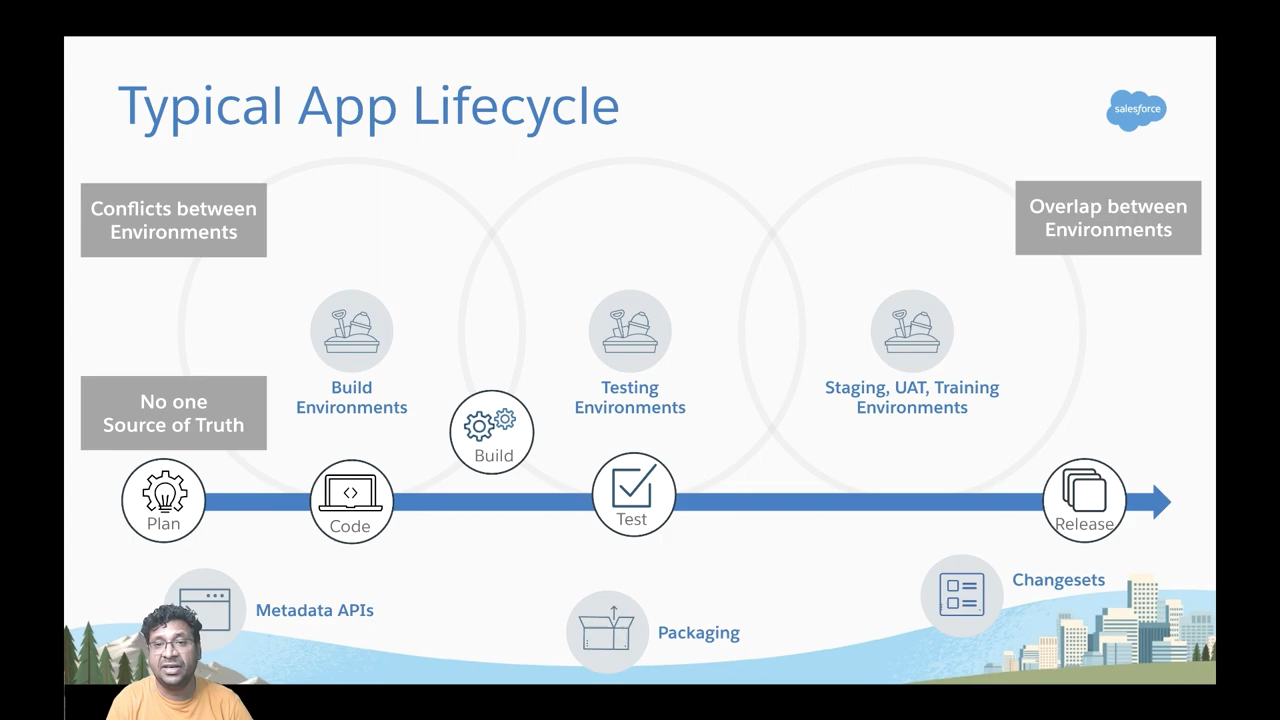 Typical App Lifecycle
salesforce
Conflicts between
Environments
Overlap between
Environments
Build
Environments
Testing
Environments
Staging, UAT, Training
Environments
No one
Source of Truth
Build
Plan
Code
Test
Release
Metadata APIs
Packaging
Changesets